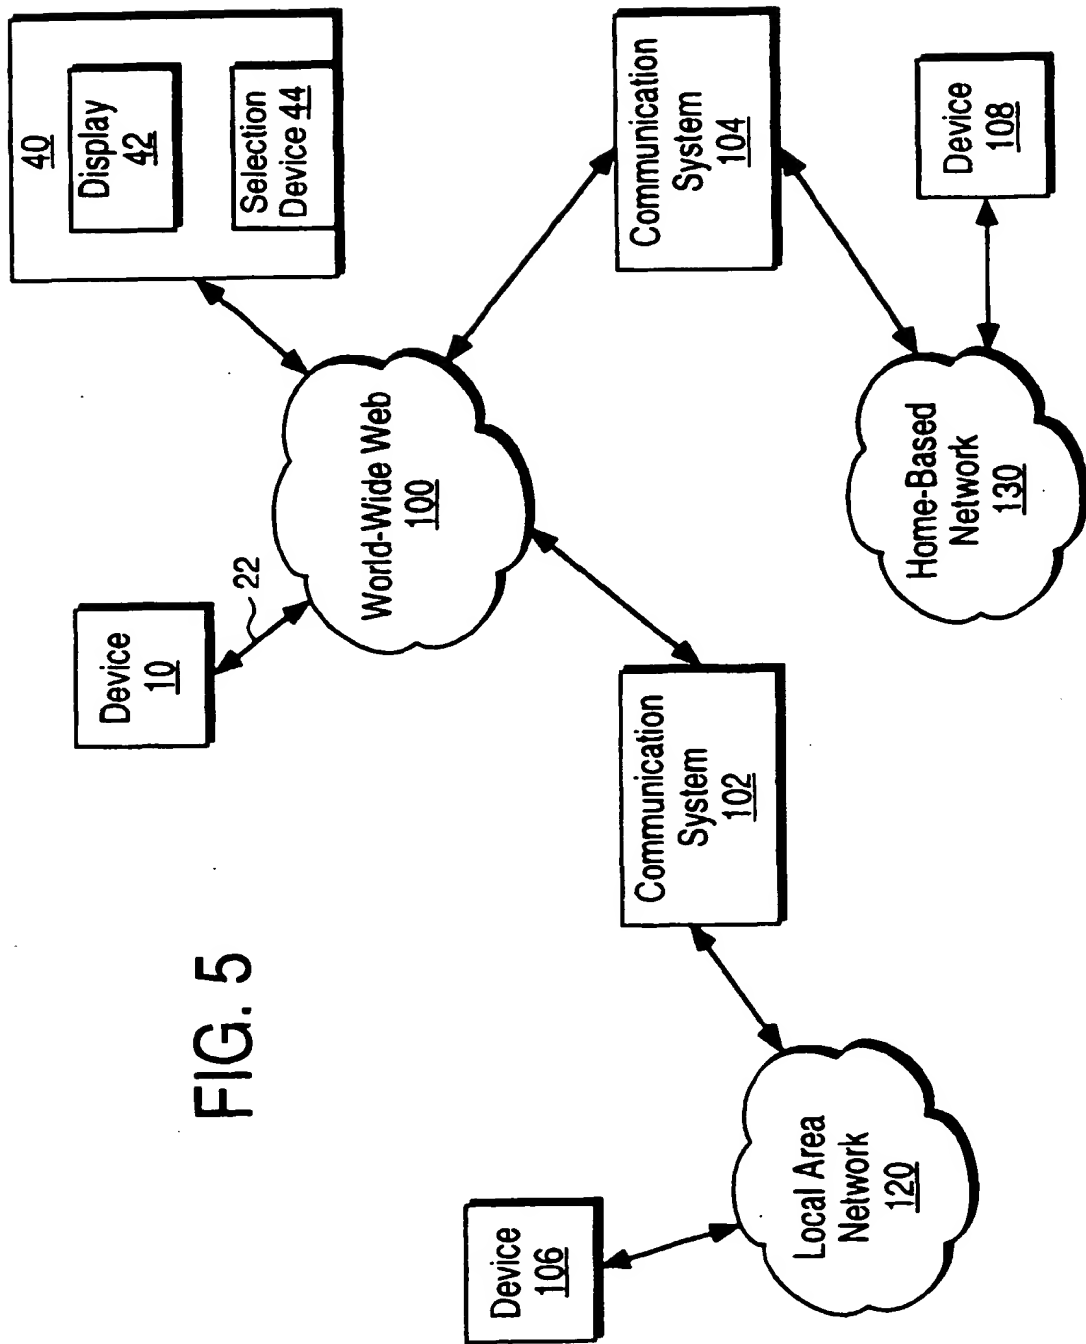 FIG. 5
Device
10
22
40
Display
42
Selection
Device 44
World-Wide Web
100
Device
106
Communication
System
102
Communication
System
104
Local Area
Network
120
Home-Based
Network
130
Device
108